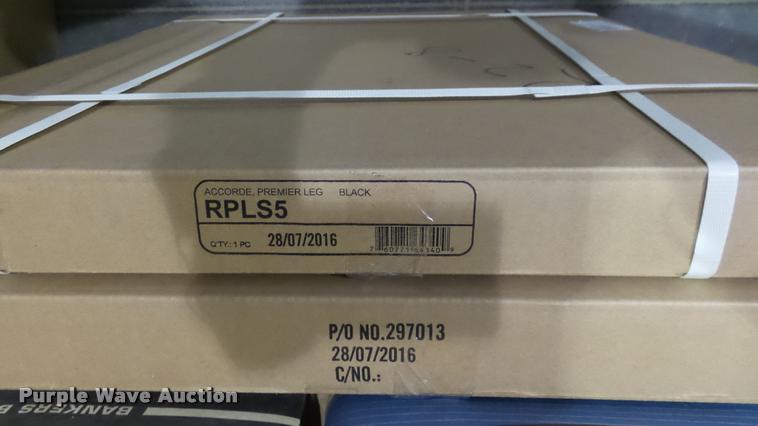 ACCORDE, PREMIER LEG BLACK
RPLS5
Q'TY.: 1 PC 28/07/2016
P/O NO.297013
28/07/2016
C/NO.:
BANKERS B
Purple Wave Auction